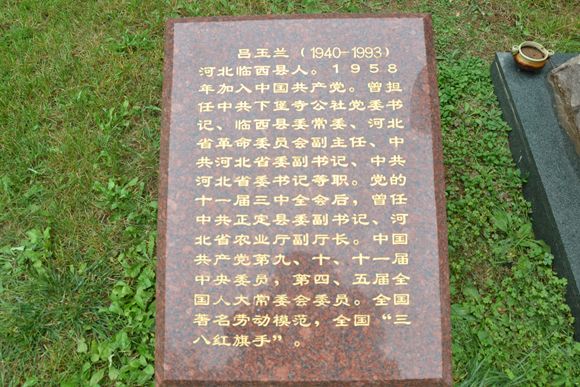 吕玉兰（1940-1993）
河北临西县人。1958
年加入中国共产党。曾担
任中共下堡寺公社党委书
记、临西县委常委、河北
省革命委员会副主任、中
共河北省委副书记、中共
河北省委书记等职。党的
十一届三中全会后，曾任
中共正定县委副书记、河
北省农业厅副厅长。中国
共产党第九、十、十一届
中央委员，第四、五届全
国人大常委会委员。全国
著名劳动模范，全国“三
八红旗手”。